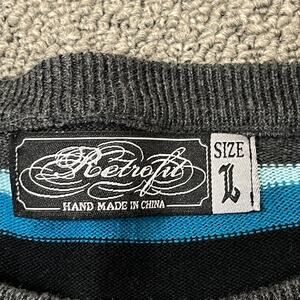 Retrofit
HAND MADE IN CHINA
SIZE
L